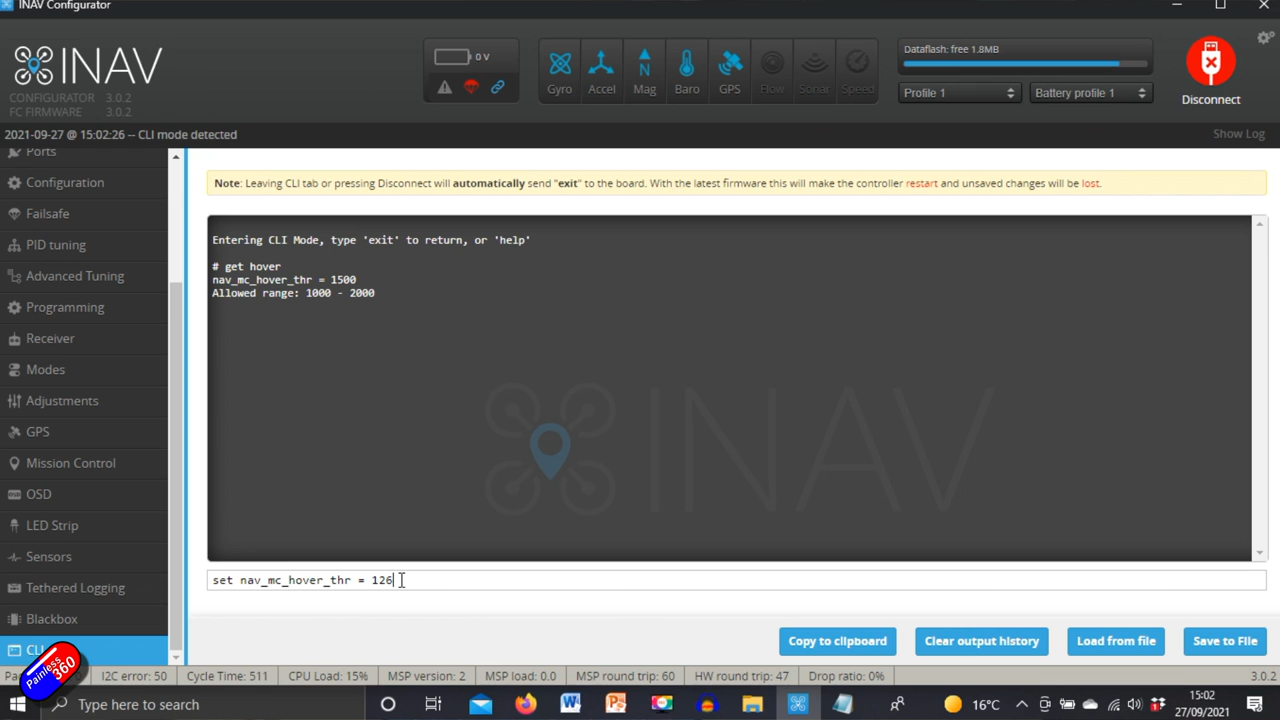 INAV Configurator
INAV
CONFIGURATOR 3.0.2
FC FIRMWARE 3.0.2
0 V
Gyro
Accel
Mag
Baro
GPS
Flow
Sonar
Speed
Dataflash: free 1.8MB
Profile 1
Battery profile 1
Disconnect
2021-09-27 @ 15:02:26 -- CLI mode detected
Show Log
Ports
Configuration
Failsafe
PID tuning
Advanced Tuning
Programming
Receiver
Modes
Adjustments
GPS
Mission Control
OSD
LED Strip
Sensors
Tethered Logging
Blackbox
CLI
Note: Leaving CLI tab or pressing Disconnect will automatically send "exit" to the board. With the latest firmware this will make the controller restart and unsaved changes will be lost.
Entering CLI Mode, type 'exit' to return, or 'help'
# get hover
nav_mc_hover_thr = 1500
Allowed range: 1000 - 2000
INAV
set nav_mc_hover_thr = 126
Copy to clipboard
Clear output history
Load from file
Save to File
Painless
360
I2C error: 50
Cycle Time: 511
CPU Load: 15%
MSP version: 2
MSP load: 0.0
MSP round trip: 60
HW round trip: 47
Drop ratio: 0%
3.0.2
Type here to search
16°C
15:02
27/09/2021